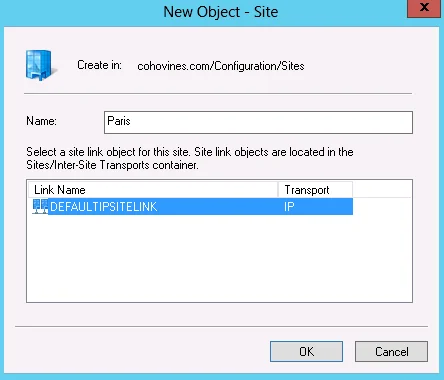 New Object - Site
x
Create in: cohovines.com/Configuration/Sites
Name: Paris
Select a site link object for this site. Site link objects are located in the
Sites/Inter-Site Transports container.
Link Name Transport
DEFAULTIPSITELINK IP
OK Cancel